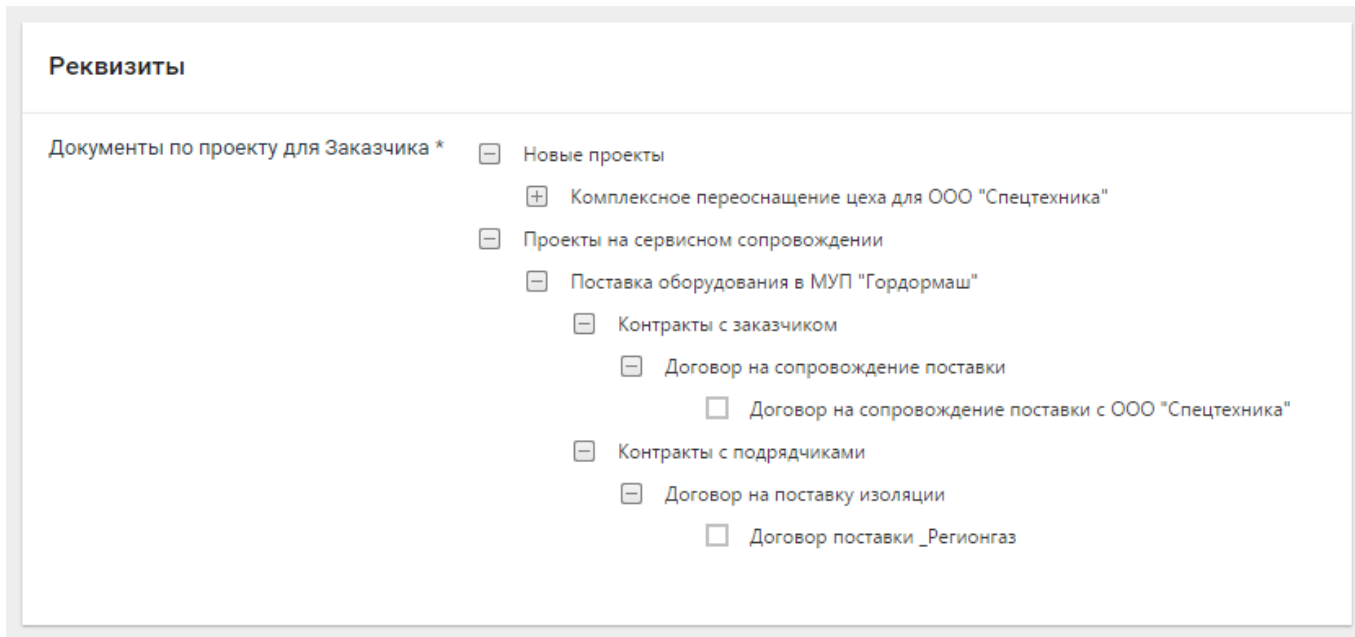 Реквизиты
Документы по проекту для Заказчика *
Новые проекты
Комплексное переоснащение цеха для ООО "Спецтехника"
Проекты на сервисном сопровождении
Поставка оборудования в МУП "Гордормаш"
Контракты с заказчиком
Договор на сопровождение поставки
Договор на сопровождение поставки с ООО "Спецтехника"
Контракты с подрядчиками
Договор на поставку изоляции
Договор поставки _Регионгаз